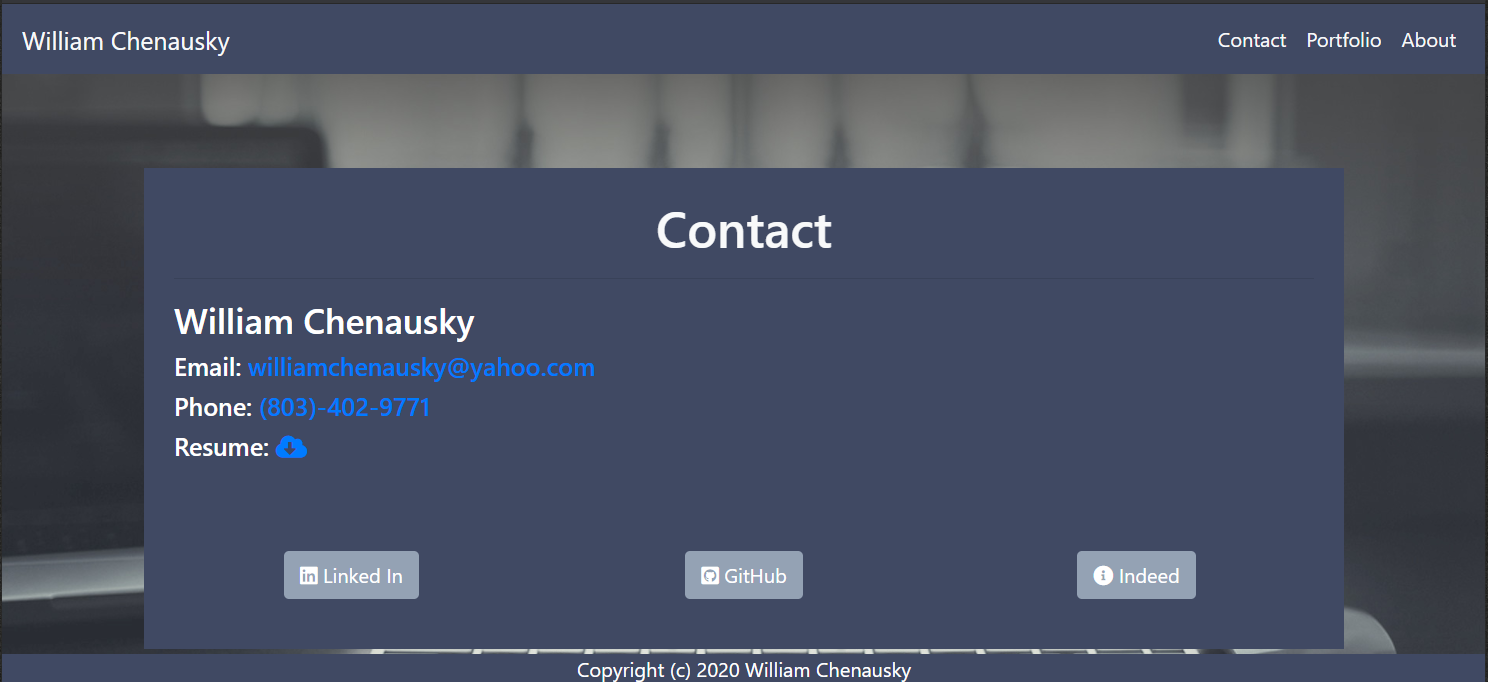 William Chenausky
Contact Portfolio About
Contact
William Chenausky
Email: williamchenausky@yahoo.com
Phone: (803)-402-9771
Resume:
Linked In
GitHub
Indeed
Copyright (c) 2020 William Chenausky